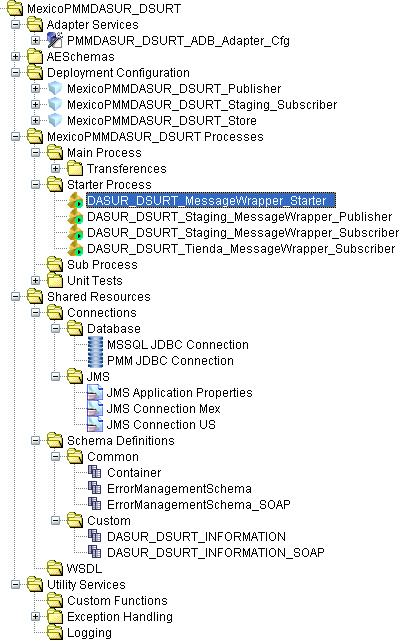 MexicoPMMDASUR_DSURT
Adapter Services
PMMDASUR_DSURT_ADB_Adapter_Cfg
AESchemas
Deployment Configuration
MexicoPMMDASUR_DSURT_Publisher
MexicoPMMDASUR_DSURT_Staging_Subscriber
MexicoPMMDASUR_DSURT_Store
MexicoPMMDASUR_DSURT Processes
Main Process
Transferences
Starter Process
DASUR_DSURT_MessageWrapper_Starter
DASUR_DSURT_Staging_MessageWrapper_Publisher
DASUR_DSURT_Staging_MessageWrapper_Subscriber
DASUR_DSURT_Tienda_MessageWrapper_Subscriber
Sub Process
Unit Tests
Shared Resources
Connections
Database
MSSQL JDBC Connection
PMM JDBC Connection
JMS
JMS Application Properties
JMS Connection Mex
JMS Connection US
Schema Definitions
Common
Container
ErrorManagementSchema
ErrorManagementSchema_SOAP
Custom
DASUR_DSURT_INFORMATION
DASUR_DSURT_INFORMATION_SOAP
WSDL
Utility Services
Custom Functions
Exception Handling
Logging